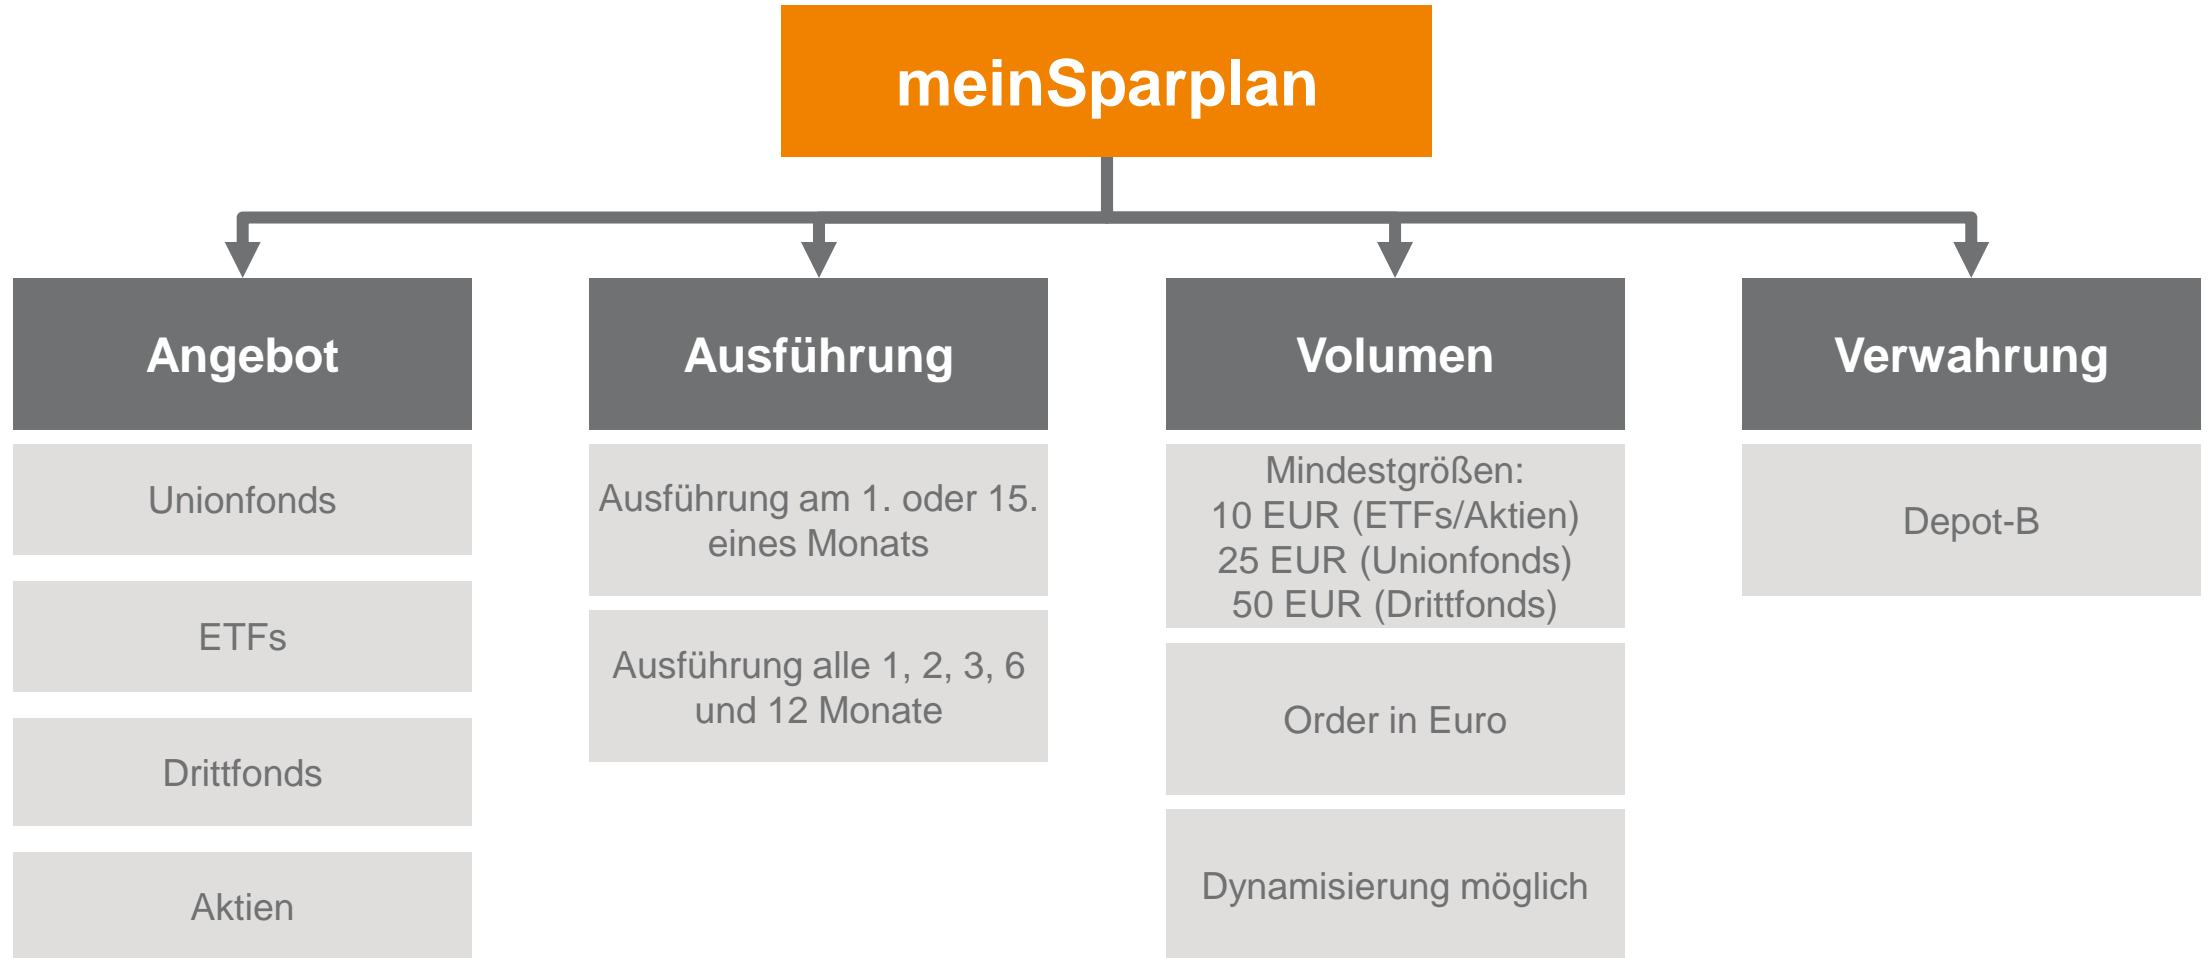 meinSparplan
Angebot
Unionfonds
ETFs
Drittfonds
Aktien
Ausführung
Ausführung am 1. oder 15.
eines Monats
Ausführung alle 1, 2, 3, 6
und 12 Monate
Volumen
Mindestgrößen:
10 EUR (ETFs/Aktien)
25 EUR (Unionfonds)
50 EUR (Drittfonds)
Order in Euro
Dynamisierung möglich
Verwahrung
Depot-B